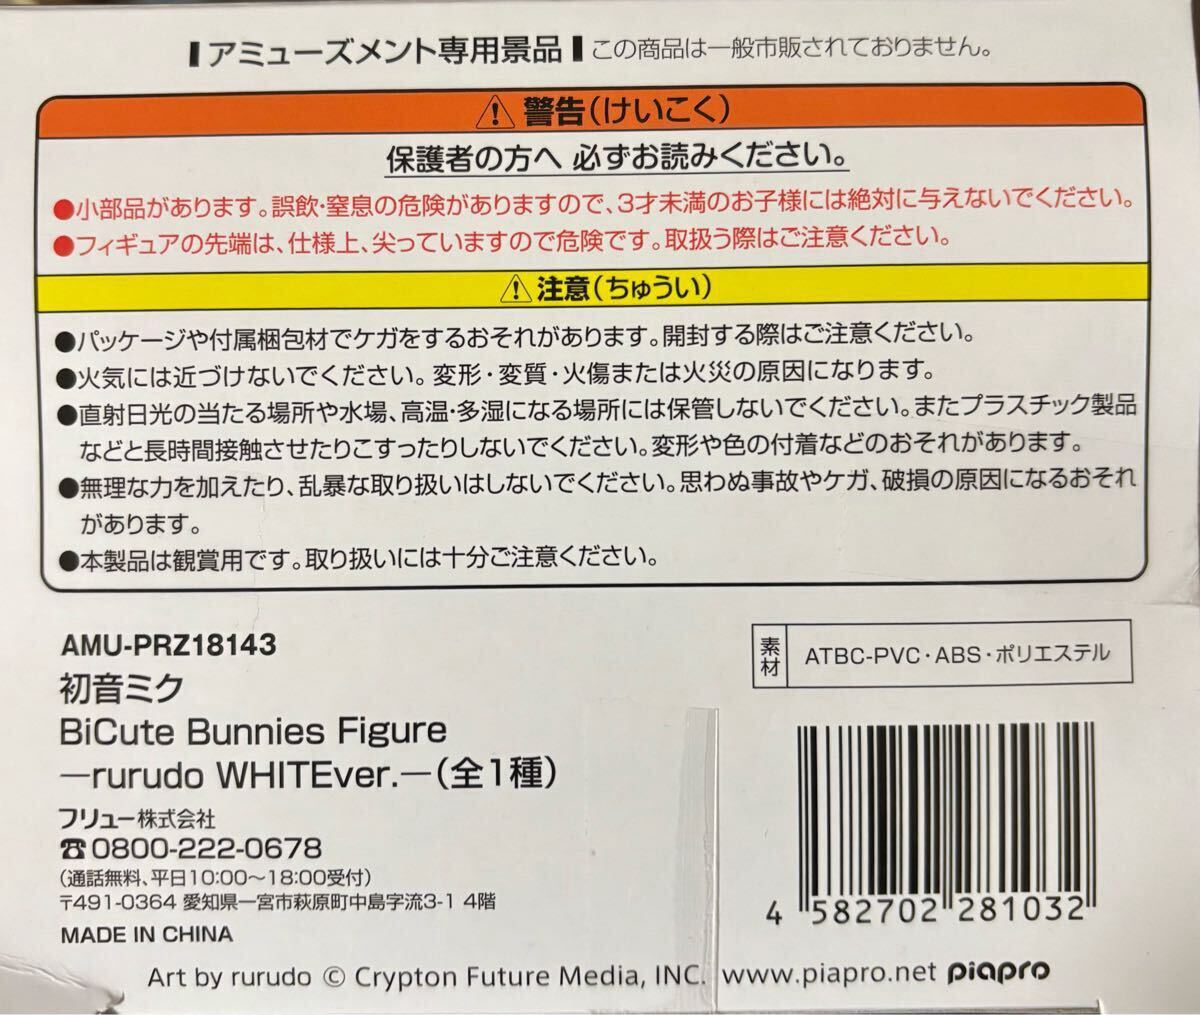 ▌アミューズメント専用景品▐ この商品は一般市販されておりません。
⚠警告(けいこく)
保護者の方へ 必ずお読みください。
●小部品があります。誤飲・窒息の危険がありますので、3才未満のお子様には絶対に与えないでください。
●フィギュアの先端は、仕様上、尖っていますので危険です。取扱う際はご注意ください。
⚠注意(ちゅうい)
●パッケージや付属梱包材でケガをするおそれがあります。開封する際はご注意ください。
●火気には近づけないでください。変形・変質・火傷または火災の原因になります。
●直射日光の当たる場所や水場、高温・多湿になる場所には保管しないでください。またプラスチック製品
などと長時間接触させたりこすったりしないでください。変形や色の付着などのおそれがあります。
●無理な力を加えたり、乱暴な取り扱いはしないでください。思わぬ事故やケガ、破損の原因になるおそれ
があります。
●本製品は観賞用です。取り扱いには十分ご注意ください。
AMU-PRZ18143
初音ミク
BiCute Bunnies Figure
―rurudo WHITEver.―(全1種)
フリュー株式会社
☎0800-222-0678
(通話無料、平日10:00～18:00受付)
〒491-0364 愛知県一宮市萩原町中島字流3-1 4階
MADE IN CHINA
素材 ATBC-PVC・ABS・ポリエステル
4 582702 281032
Art by rurudo © Crypton Future Media, INC. www.piapro.net piapro